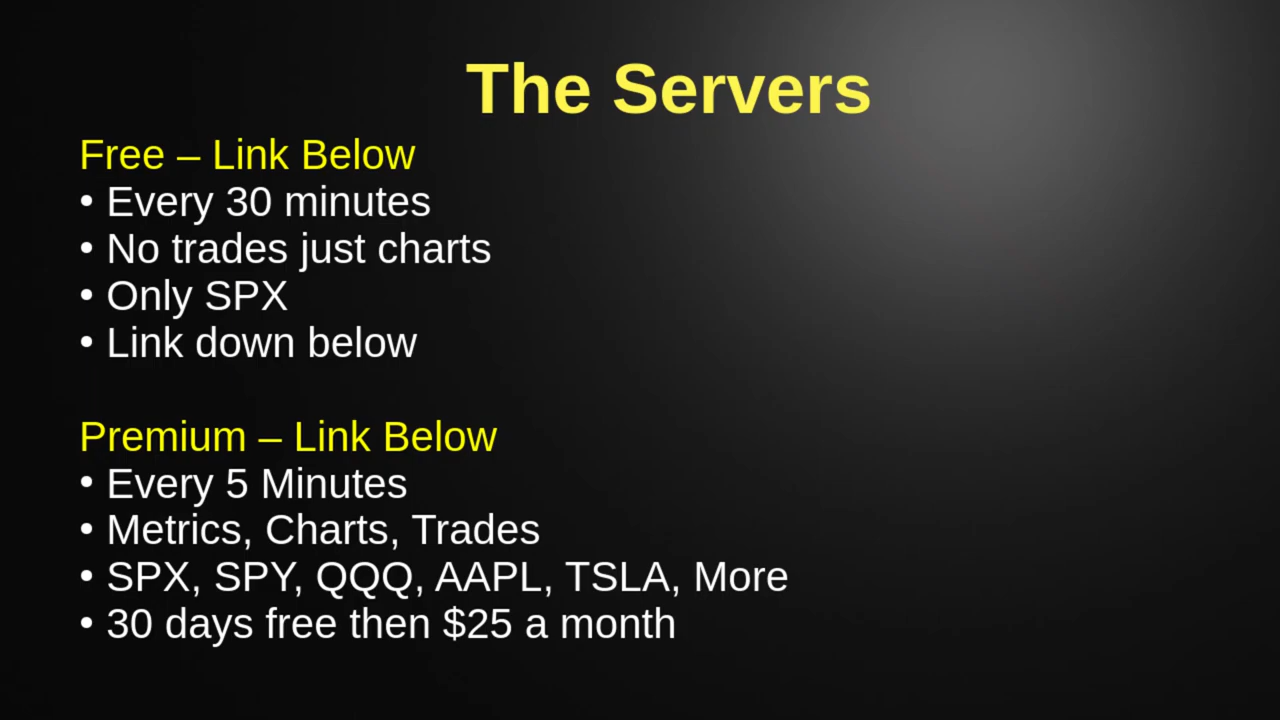 The Servers
Free – Link Below
• Every 30 minutes
• No trades just charts
• Only SPX
• Link down below
Premium – Link Below
• Every 5 Minutes
• Metrics, Charts, Trades
• SPX, SPY, QQQ, AAPL, TSLA, More
• 30 days free then $25 a month